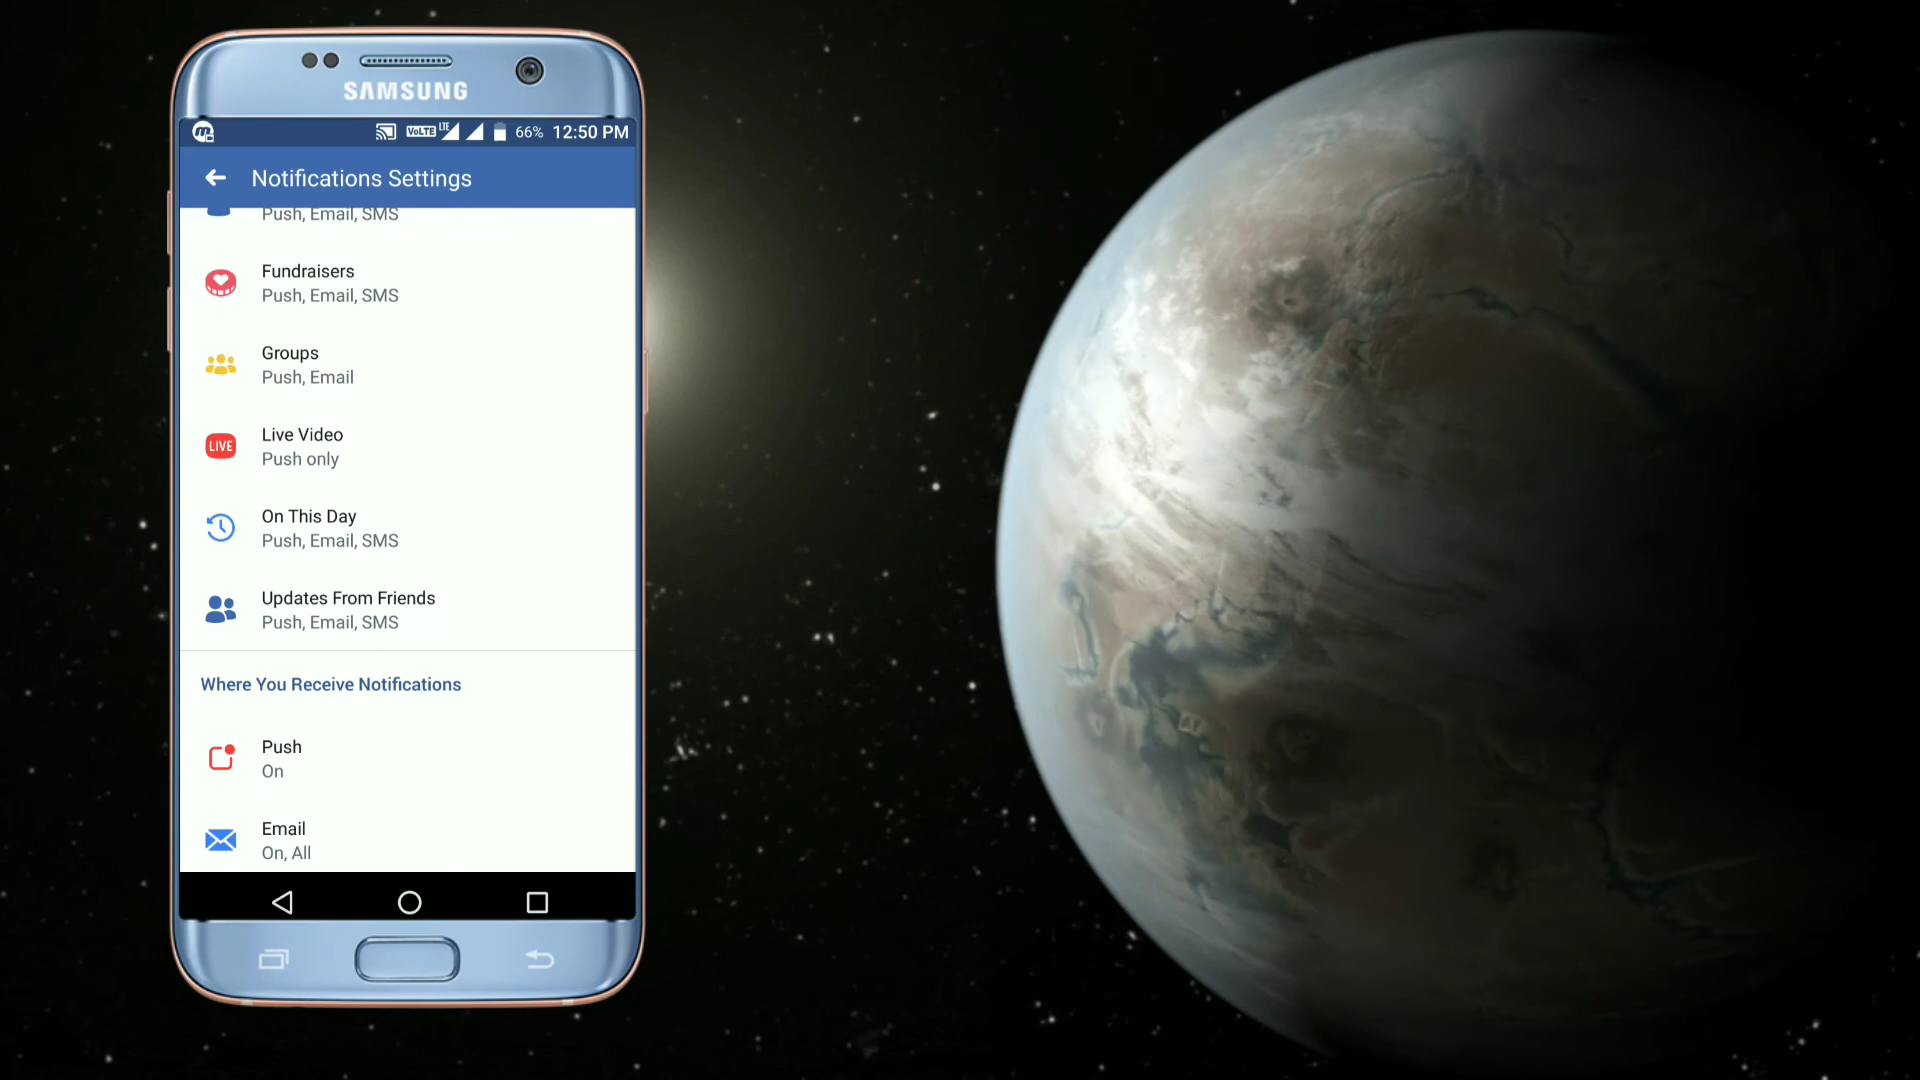 SAMSUNG
VoLTE LTE 66% 12:50 PM
Notifications Settings
Push, Email, SMS
Fundraisers
Push, Email, SMS
Groups
Push, Email
LIVE
Live Video
Push only
On This Day
Push, Email, SMS
Updates From Friends
Push, Email, SMS
Where You Receive Notifications
Push
On
Email
On, All